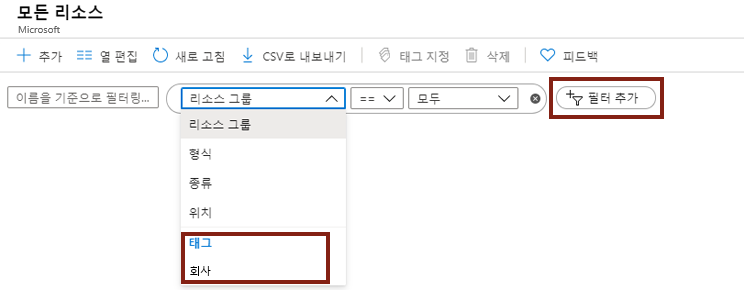 모든 리소스
Microsoft
추가 열 편집 새로 고침 CSV로 내보내기 태그 지정 삭제 피드백
이름을 기준으로 필터링... 리소스 그룹 == 모두 필터 추가
리소스 그룹
형식
종류
위치
태그
회사